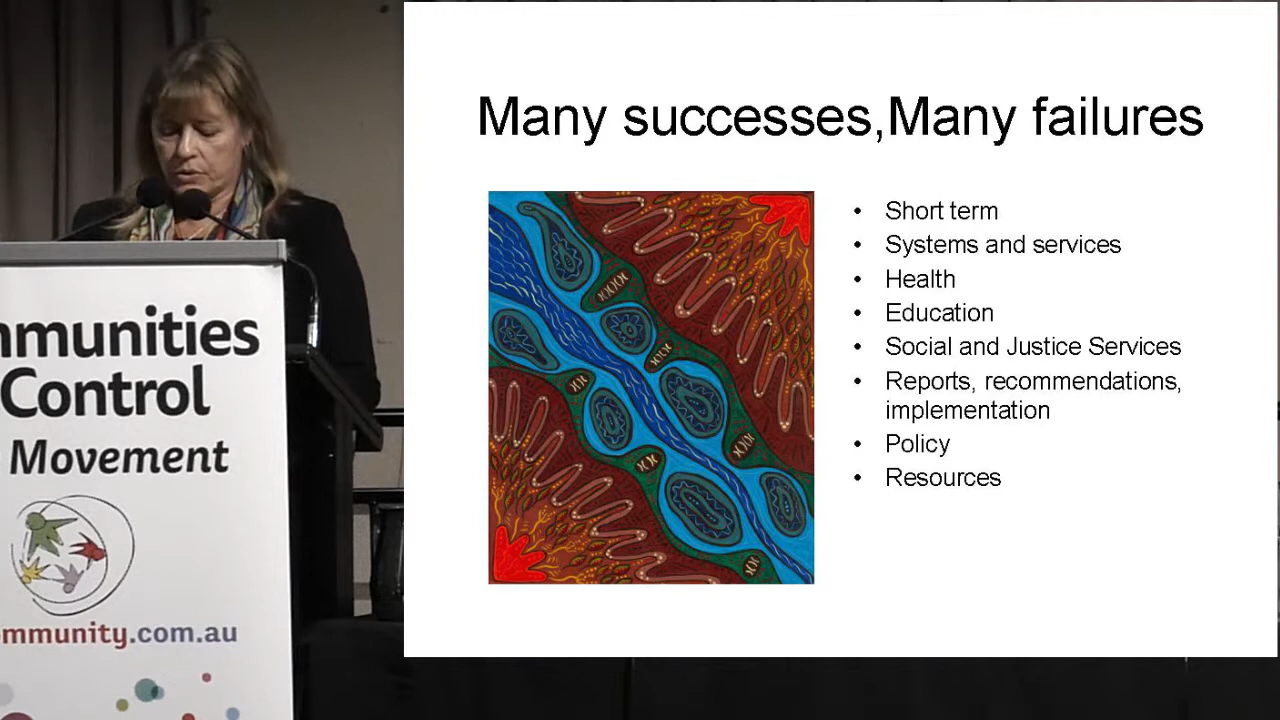 mmunities
Control
Movement
mmunity.com.au
Many successes,Many failures
• Short term
• Systems and services
• Health
• Education
• Social and Justice Services
• Reports, recommendations,
implementation
• Policy
• Resources